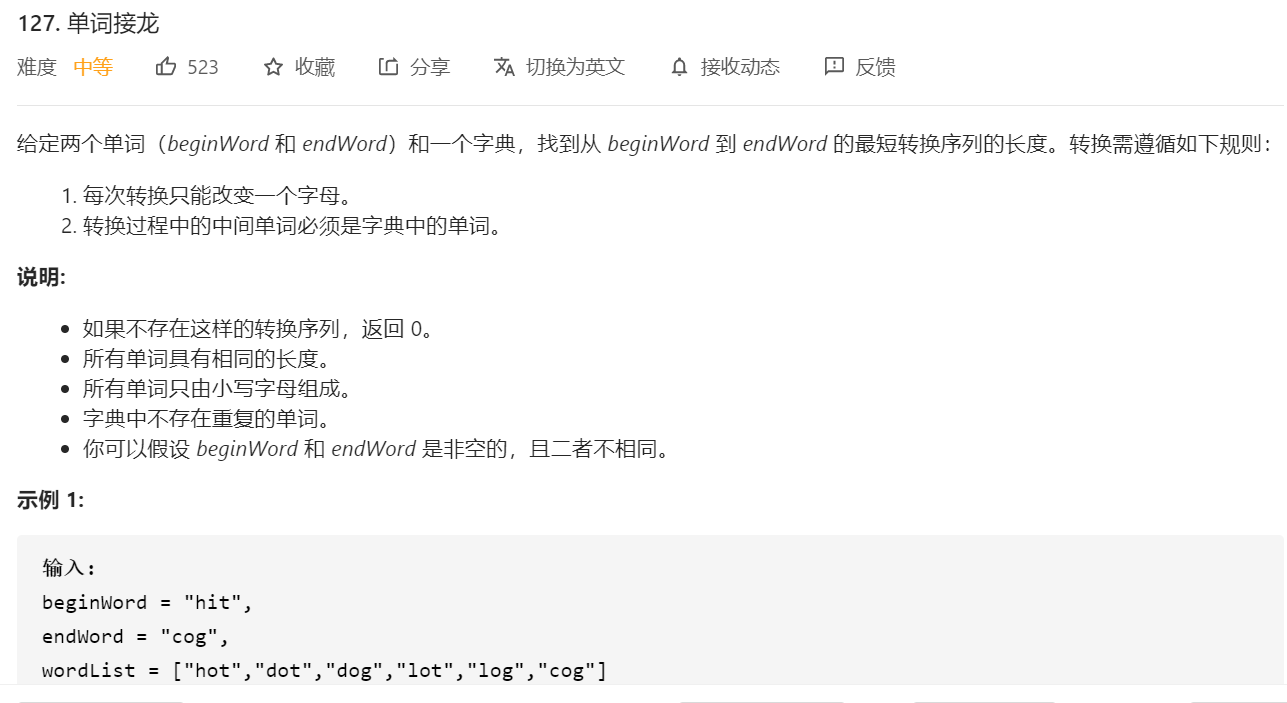 127. 单词接龙
难度 中等 523 收藏 分享 切换为英文 接收动态 反馈
给定两个单词（beginWord 和 endWord）和一个字典，找到从 beginWord 到 endWord 的最短转换序列的长度。转换需遵循如下规则：
1. 每次转换只能改变一个字母。
2. 转换过程中的中间单词必须是字典中的单词。
说明:
• 如果不存在这样的转换序列，返回 0。
• 所有单词具有相同的长度。
• 所有单词只由小写字母组成。
• 字典中不存在重复的单词。
• 你可以假设 beginWord 和 endWord 是非空的，且二者不相同。
示例 1:
输入:
beginWord = "hit",
endWord = "cog",
wordList = ["hot","dot","dog","lot","log","cog"]